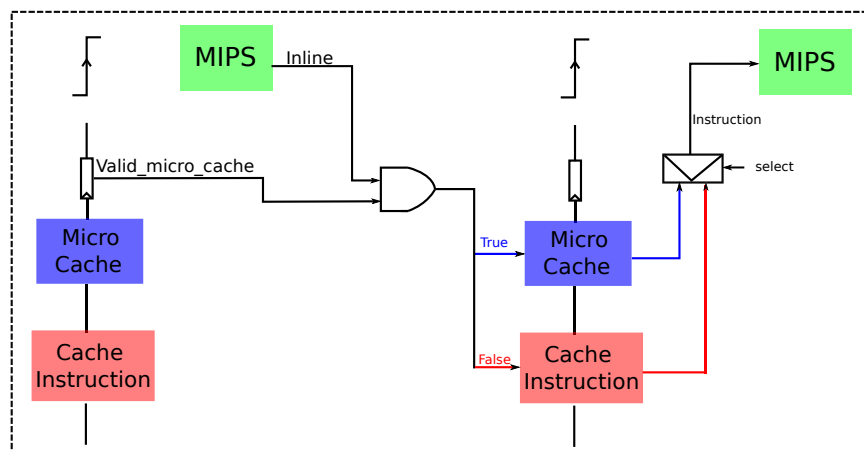 MIPS
Inline
MIPS
Instruction
Valid_micro_cache
select
Micro
Cache
True
Micro
Cache
Cache
Instruction
False
Cache
Instruction